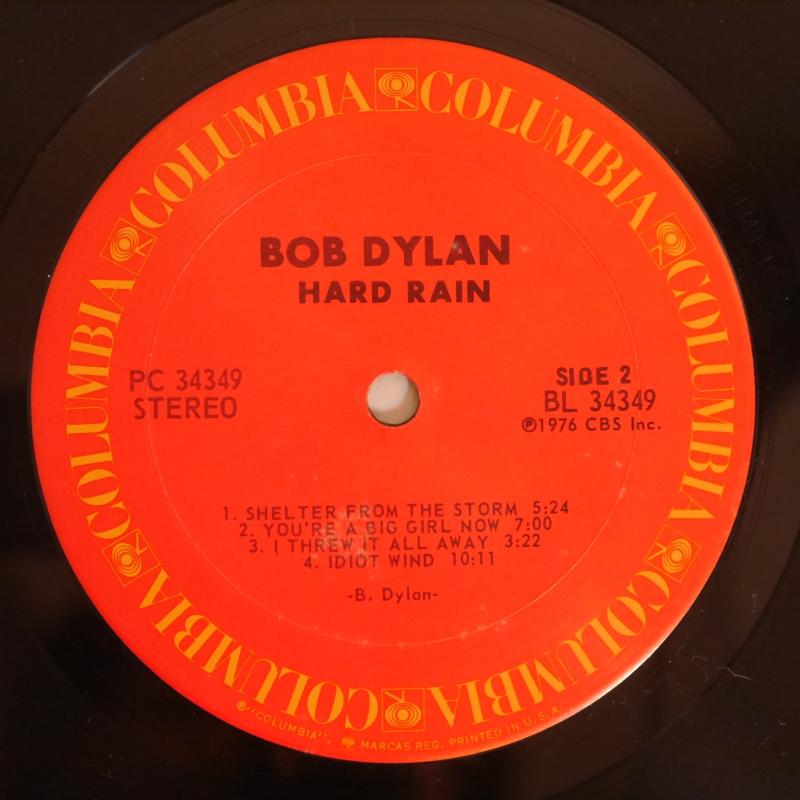 COLUMBIA COLUMBIA COLUMBIA COLUMBIA COLUMBIA COLUMBIA COLUMBIA COLUMBIA
BOB DYLAN
HARD RAIN
PC 34349
STEREO
SIDE 2
BL 34349
℗1976 CBS Inc.
1. SHELTER FROM THE STORM 5:24
2. YOU'RE A BIG GIRL NOW 7:00
3. I THREW IT ALL AWAY 3:22
4. IDIOT WIND 10:11
-B. Dylan-
®"COLUMBIA", MARCAS REG. PRINTED IN U.S.A.